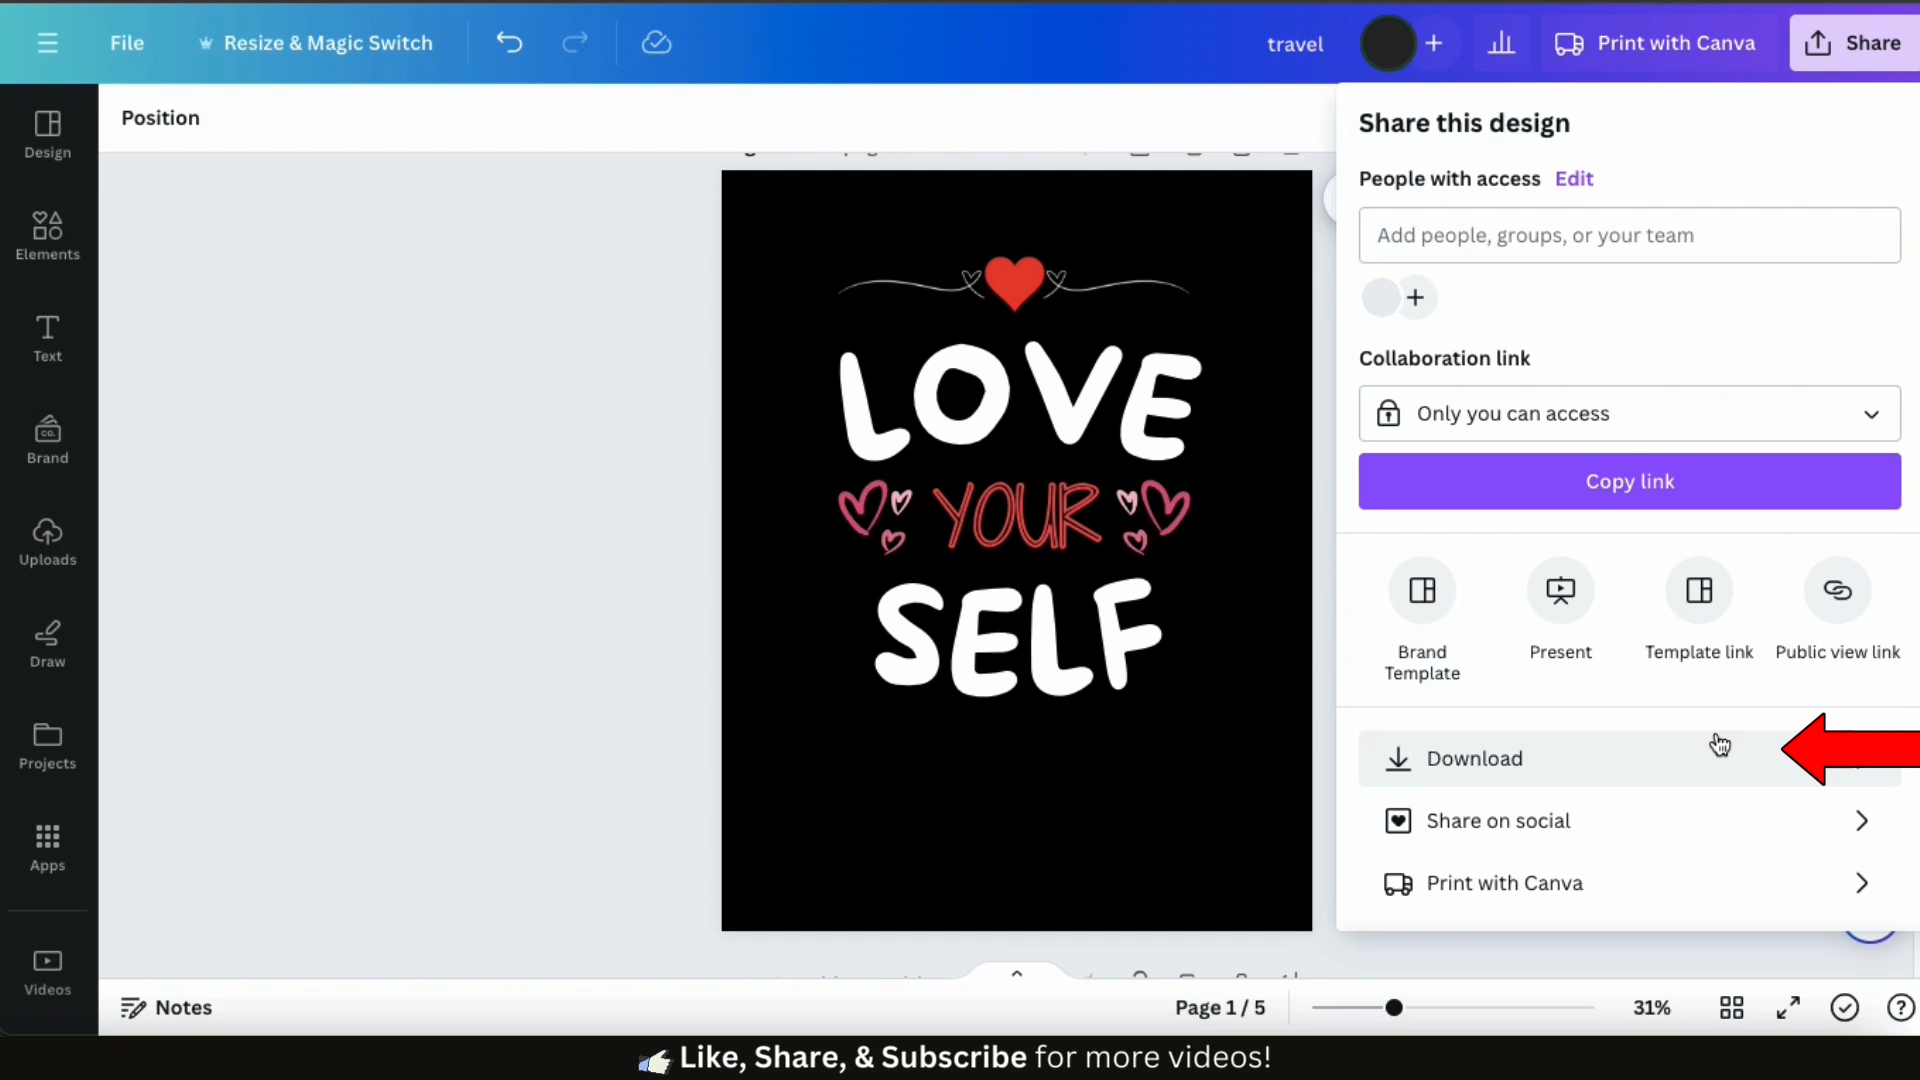 File
Resize & Magic Switch
travel
Print with Canva
Share
Design
Elements
Text
Brand
CO.
Uploads
Draw
Projects
Apps
Videos
Position
LOVE
YOUR
SELF
Share this design
People with access Edit
Add people, groups, or your team
Collaboration link
Only you can access
Copy link
Brand
Template
Present
Template link
Public view link
Download
Share on social
Print with Canva
Notes
Page 1 / 5
31%
Like, Share, & Subscribe for more videos!